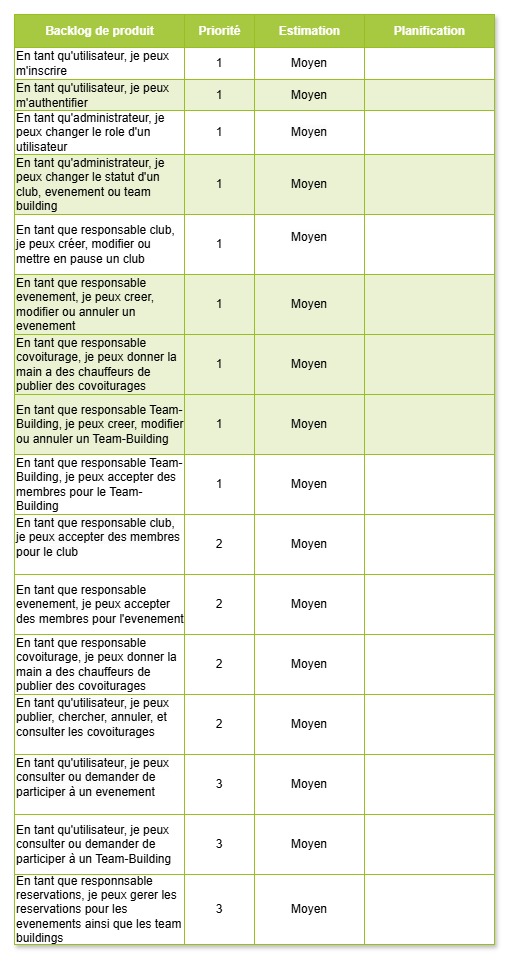 Backlog de produit Priorité Estimation Planification
En tant qu'utilisateur, je peux
m'inscrire
1 Moyen
En tant qu'utilisateur, je peux
m'authentifier
1 Moyen
En tant qu'administrateur, je
peux changer le role d'un
utilisateur
1 Moyen
En tant qu'administrateur, je
peux changer le statut d'un
club, evenement ou team
building
1 Moyen
En tant que responsable club,
je peux créer, modifier ou
mettre en pause un club
1 Moyen
En tant que responsable
evenement, je peux creer,
modifier ou annuler un
evenement
1 Moyen
En tant que responsable
covoiturage, je peux donner la
main a des chauffeurs de
publier des covoiturages
1 Moyen
En tant que responsable Team-
Building, je peux creer, modifier
ou annuler un Team-Building
1 Moyen
En tant que responsable Team-
Building, je peux accepter des
membres pour le Team-
Building
1 Moyen
En tant que responsable club,
je peux accepter des membres
pour le club
2 Moyen
En tant que responsable
evenement, je peux accepter
des membres pour l'evenement
2 Moyen
En tant que responsable
covoiturage, je peux donner la
main a des chauffeurs de
publier des covoiturages
2 Moyen
En tant qu'utilisateur, je peux
publier, chercher, annuler, et
consulter les covoiturages
2 Moyen
En tant qu'utilisateur, je peux
consulter ou demander de
participer à un evenement
3 Moyen
En tant qu'utilisateur, je peux
consulter ou demander de
participer à un Team-Building
3 Moyen
En tant que responnsable
reservations, je peux gerer les
reservations pour les
evenements ainsi que les team
buildings
3 Moyen